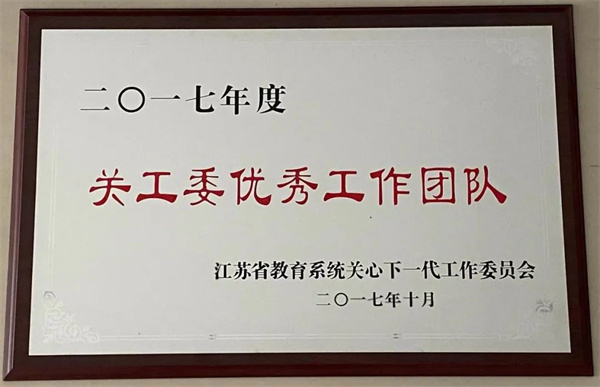 二〇一七年度
关工委优秀工作团队
江苏省教育系统关心下一代工作委员会
二〇一七年十月